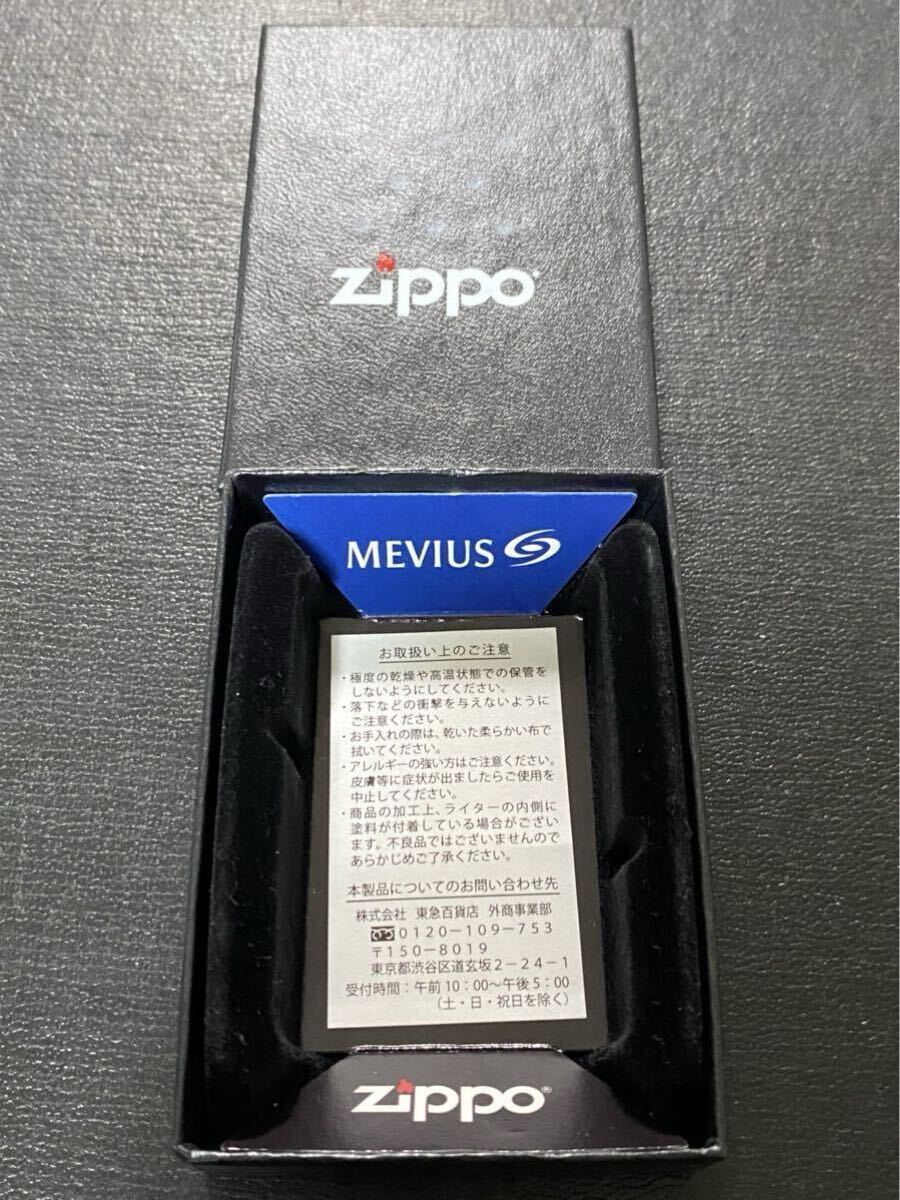 zippo
MEVIUS
お取扱い上のご注意
・極度の乾燥や高温状態での保管を
しないようにしてください。
・落下などの衝撃を与えないように
ご注意ください。
・お手入れの際は、乾いた柔らかい布で
拭いてください。
・アレルギーの強い方はご注意ください。
皮膚等に症状が出ましたらご使用を
中止してください。
・商品の加工上、ライターの内側に
塗料が付着している場合がござい
ます。不良品ではございませんので
あらかじめご了承ください。
本製品についてのお問い合わせ先
株式会社 東急百貨店 外商事業部
0120－109－753
〒150－8019
東京都渋谷区道玄坂2－24－1
受付時間：午前10：00～午後5：00
（土・日・祝日を除く）
zippo®